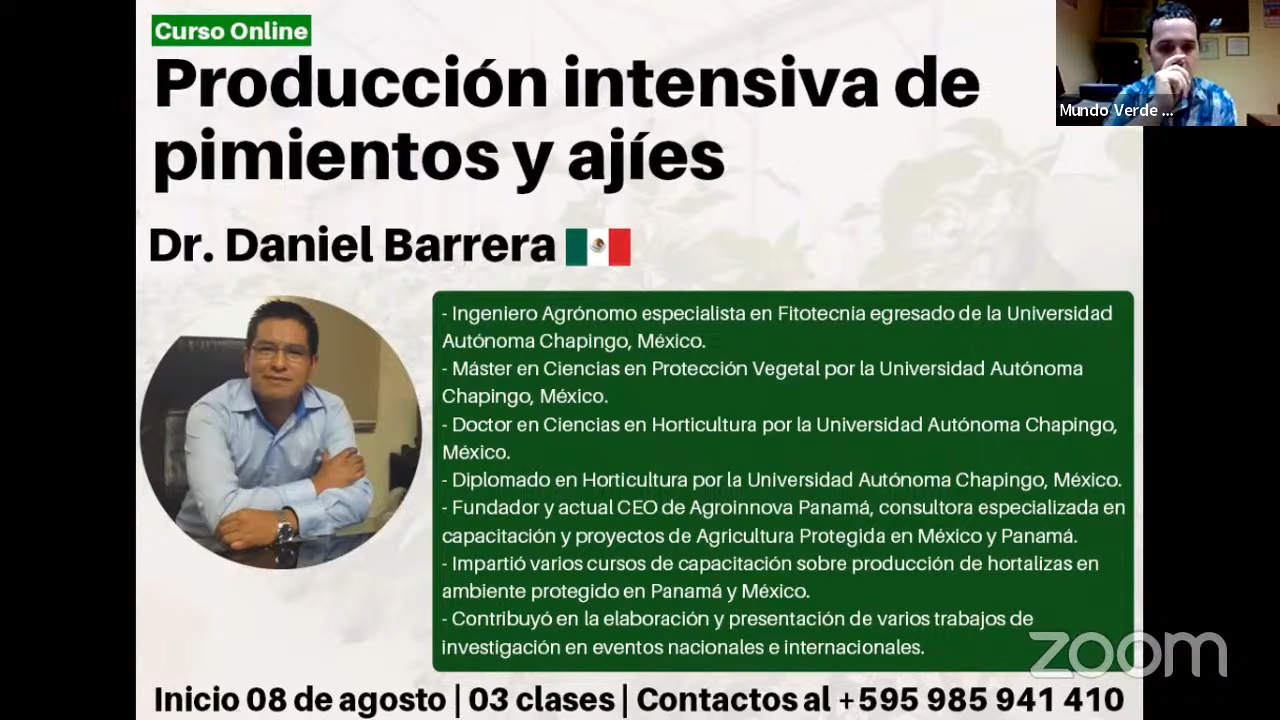 Curso Online
Producción intensiva de
pimientos y ajíes
Dr. Daniel Barrera
- Ingeniero Agrónomo especialista en Fitotecnia egresado de la Universidad
Autónoma Chapingo, México.
- Máster en Ciencias en Protección Vegetal por la Universidad Autónoma
Chapingo, México.
- Doctor en Ciencias en Horticultura por la Universidad Autónoma Chapingo,
México.
- Diplomado en Horticultura por la Universidad Autónoma Chapingo, México.
- Fundador y actual CEO de Agroinnova Panamá, consultora especializada en
capacitación y proyectos de Agricultura Protegida en México y Panamá.
- Impartió varios cursos de capacitación sobre producción de hortalizas en
ambiente protegido en Panamá y México.
- Contribuyó en la elaboración y presentación de varios trabajos de
investigación en eventos nacionales e internacionales.
Inicio 08 de agosto | 03 clases | Contactos al +595 985 941 410
Mundo Verde ...
zoom